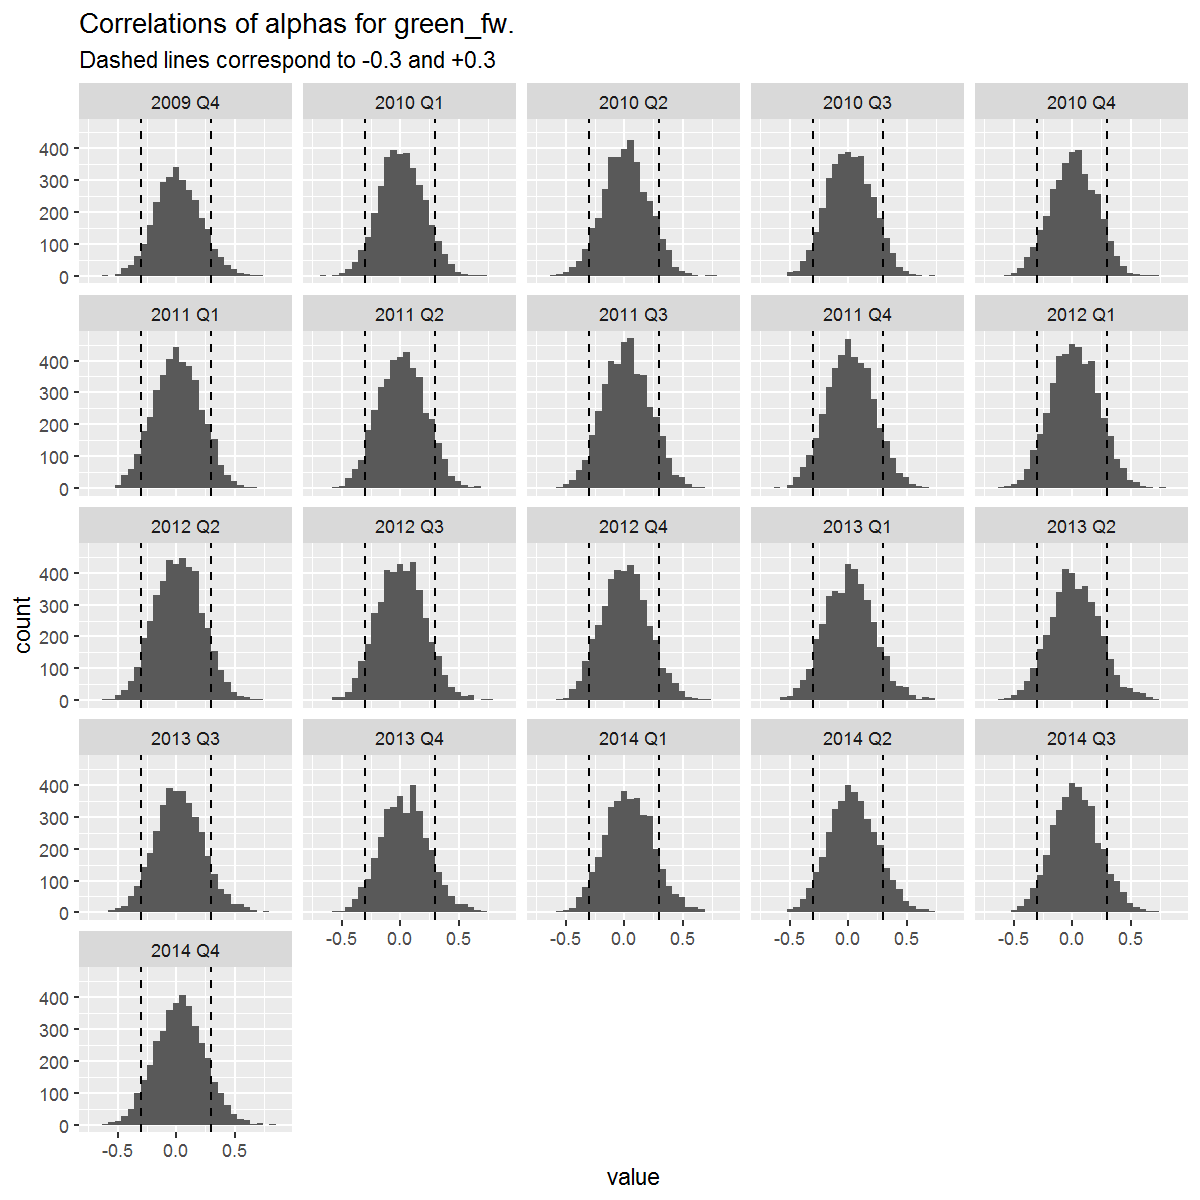 Correlations of alphas for green_fw.
Dashed lines correspond to -0.3 and +0.3
2009 Q4 2010 Q1 2010 Q2 2010 Q3 2010 Q4
400
300
200
100
0
2011 Q1 2011 Q2 2011 Q3 2011 Q4 2012 Q1
400
300
200
100
0
2012 Q2 2012 Q3 2012 Q4 2013 Q1 2013 Q2
400
300
200
100
0
count
2013 Q3 2013 Q4 2014 Q1 2014 Q2 2014 Q3
400
300
200
100
0
-0.5 0.0 0.5 -0.5 0.0 0.5 -0.5 0.0 0.5 -0.5 0.0 0.5
2014 Q4
400
300
200
100
0
-0.5 0.0 0.5
value